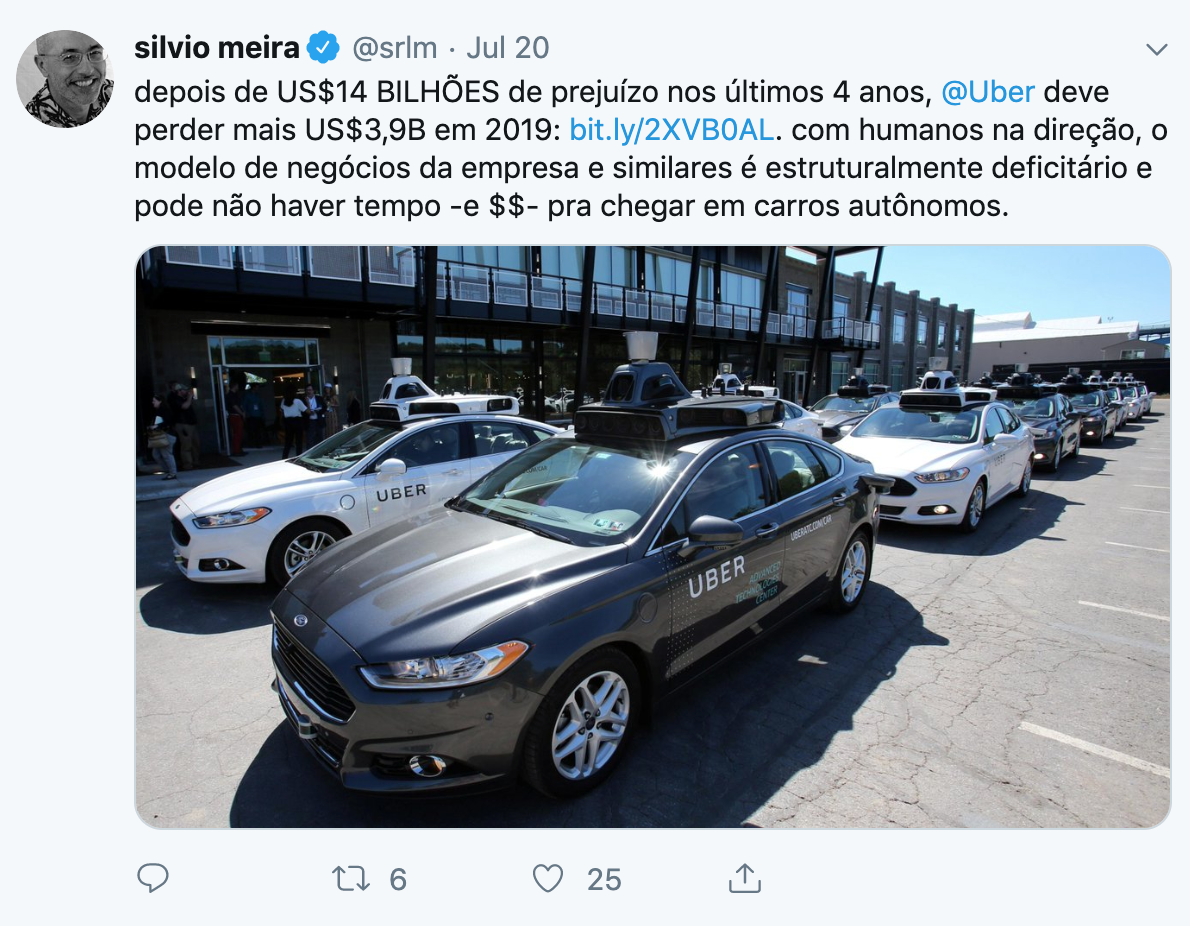 silvio meira @srlm · Jul 20
depois de US$14 BILHÕES de prejuízo nos últimos 4 anos, @Uber deve
perder mais US$3,9B em 2019: bit.ly/2XVB0AL. com humanos na direção, o
modelo de negócios da empresa e similares é estruturalmente deficitário e
pode não haver tempo -e $$- pra chegar em carros autônomos.
UBER
UBER
ADVANCED
TECHNOLOGIES
CENTER
UBERATC.COM/CAR
6 25